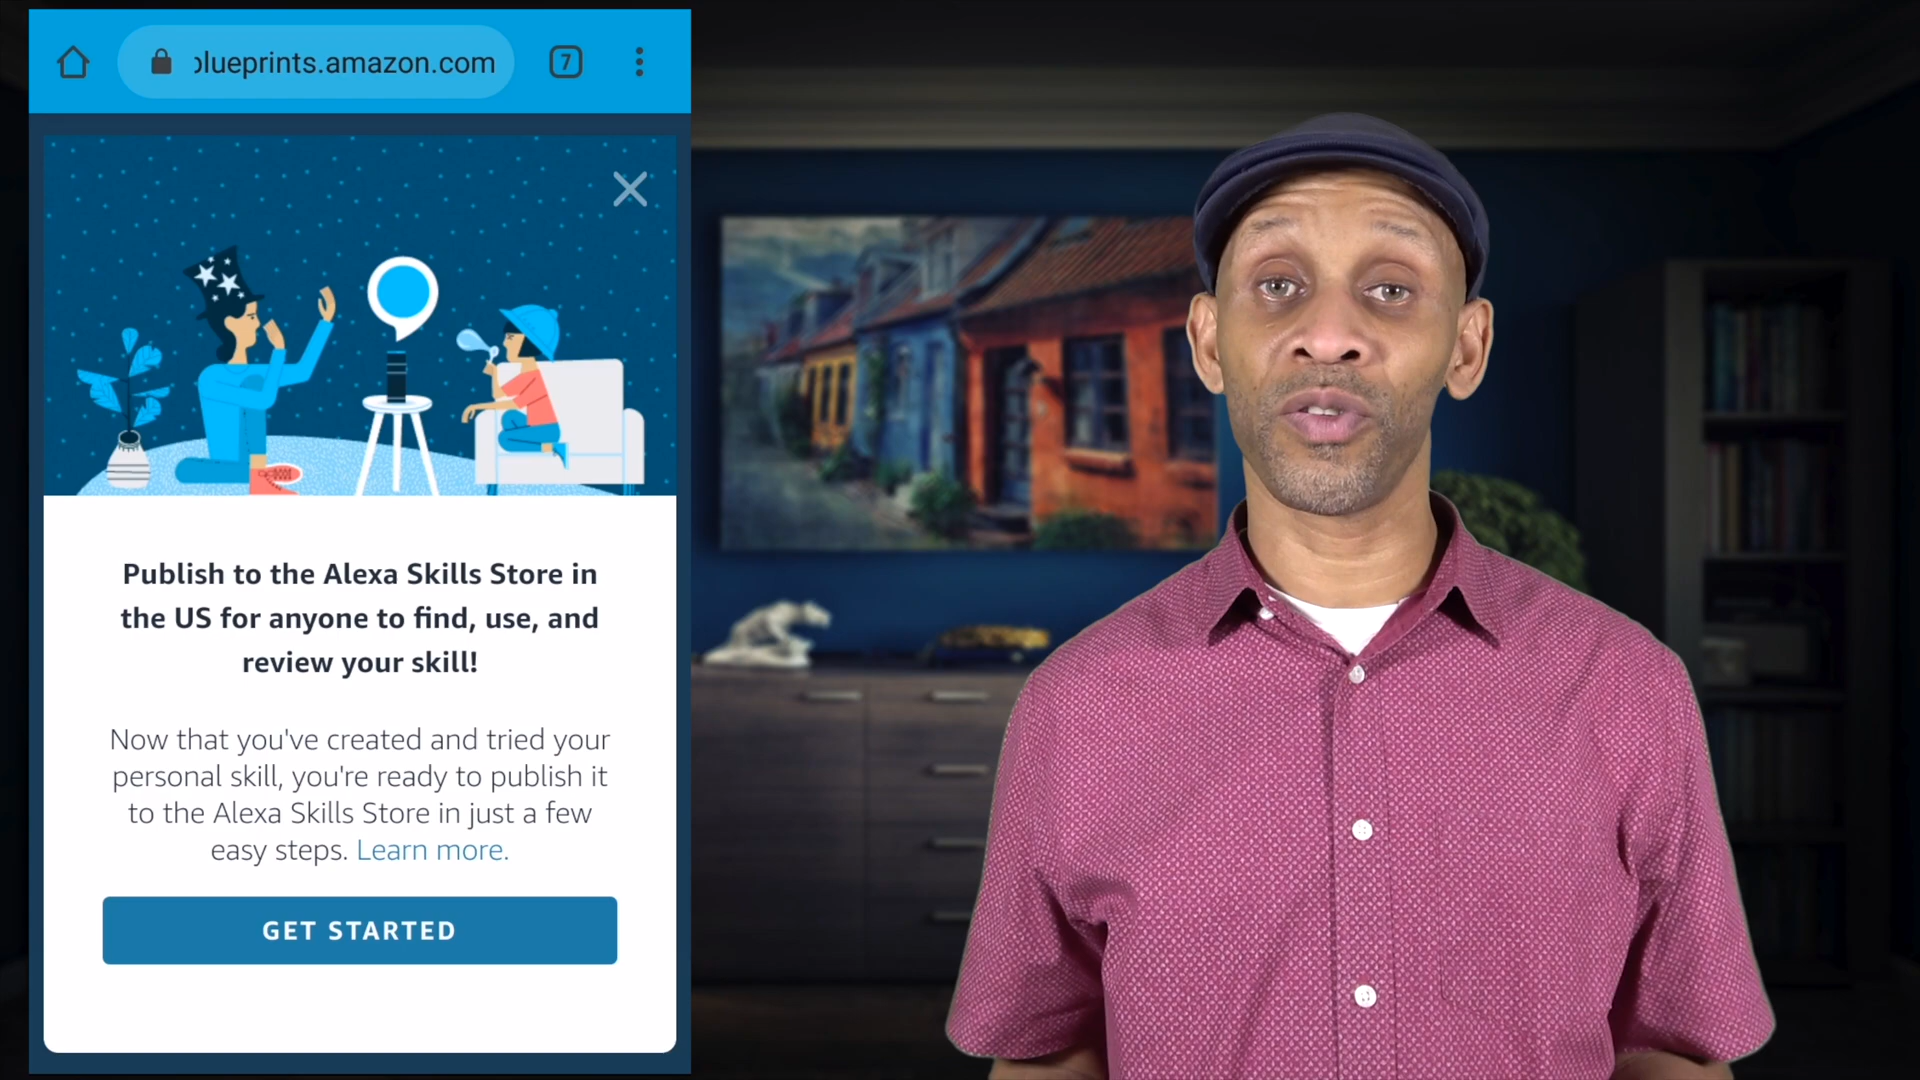 blueprints.amazon.com
7
Publish to the Alexa Skills Store in
the US for anyone to find, use, and
review your skill!
Now that you've created and tried your
personal skill, you're ready to publish it
to the Alexa Skills Store in just a few
easy steps. Learn more.
GET STARTED